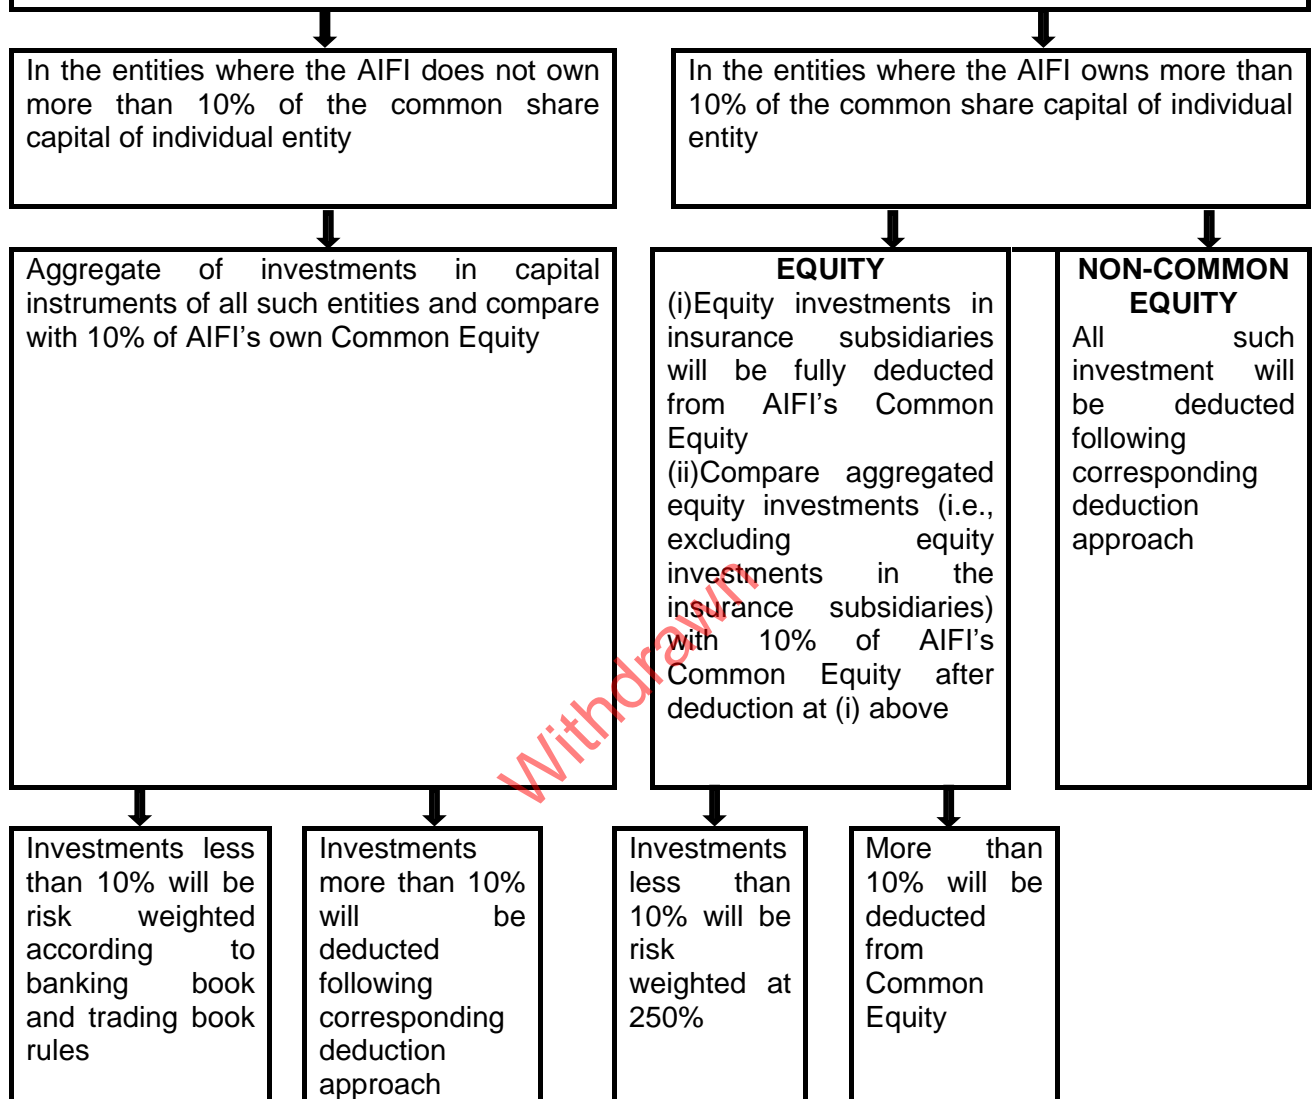 In the entities where the AIFI does not own
more than 10% of the common share
capital of individual entity
In the entities where the AIFI owns more than
10% of the common share capital of individual
entity
Aggregate of investments in capital
instruments of all such entities and compare
with 10% of AIFI’s own Common Equity
EQUITY
(i)Equity investments in
insurance subsidiaries
will be fully deducted
from AIFI’s Common
Equity
(ii)Compare aggregated
equity investments (i.e.,
excluding equity
investments in the
insurance subsidiaries)
with 10% of AIFI’s
Common Equity after
deduction at (i) above
NON-COMMON
EQUITY
All such
investment will
be deducted
following
corresponding
deduction
approach
Withdrawn
Investments less
than 10% will be
risk weighted
according to
banking book
and trading book
rules
Investments
more than 10%
will be
deducted
following
corresponding
deduction
approach
Investments
less than
10% will be
risk
weighted at
250%
More than
10% will be
deducted
from
Common
Equity